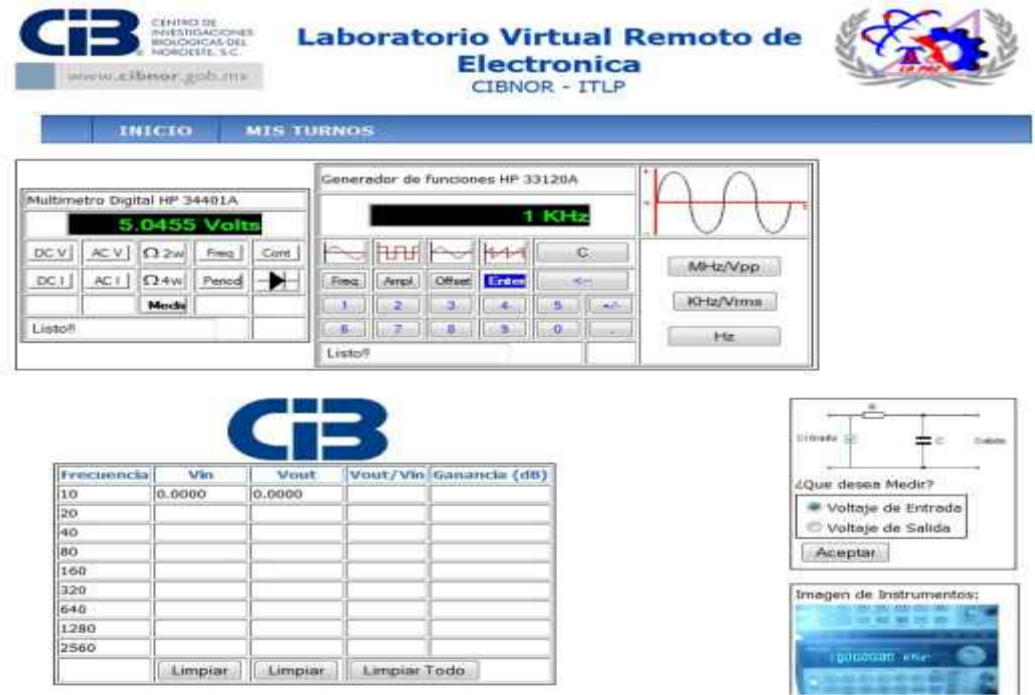 CiB
CENTRO DE
INVESTIGACIONES
BIOLÓGICAS DEL
NOROESTE, S.C.
www.cibnor.gob.mx
Laboratorio Virtual Remoto de
Electronica
CIBNOR - ITLP
LA PAZ
INICIO MIS TURNOS
Multimetro Digital HP 34401A
5.0455 Volts
DC V AC V Ω 2w Freq Cont
DC I AC I Ω 4w Period
Medir
Listo!!
Generador de funciones HP 33120A
1 KHz
C
Freq Ampl. Offset Enter <--
1 2 3 4 5 +/-
6 7 8 9 0 .
Listo!!
MHz/Vpp
KHz/Vrms
Hz
CiB
Frecuencia Vin Vout Vout/Vin Ganancia (dB)
10 0.0000 0.0000
20
40
80
160
320
640
1280
2560
Limpiar Limpiar Limpiar Todo
R
Entrada C Salida
¿Que desea Medir?
Voltaje de Entrada
Voltaje de Salida
Aceptar
Imagen de Instrumentos: